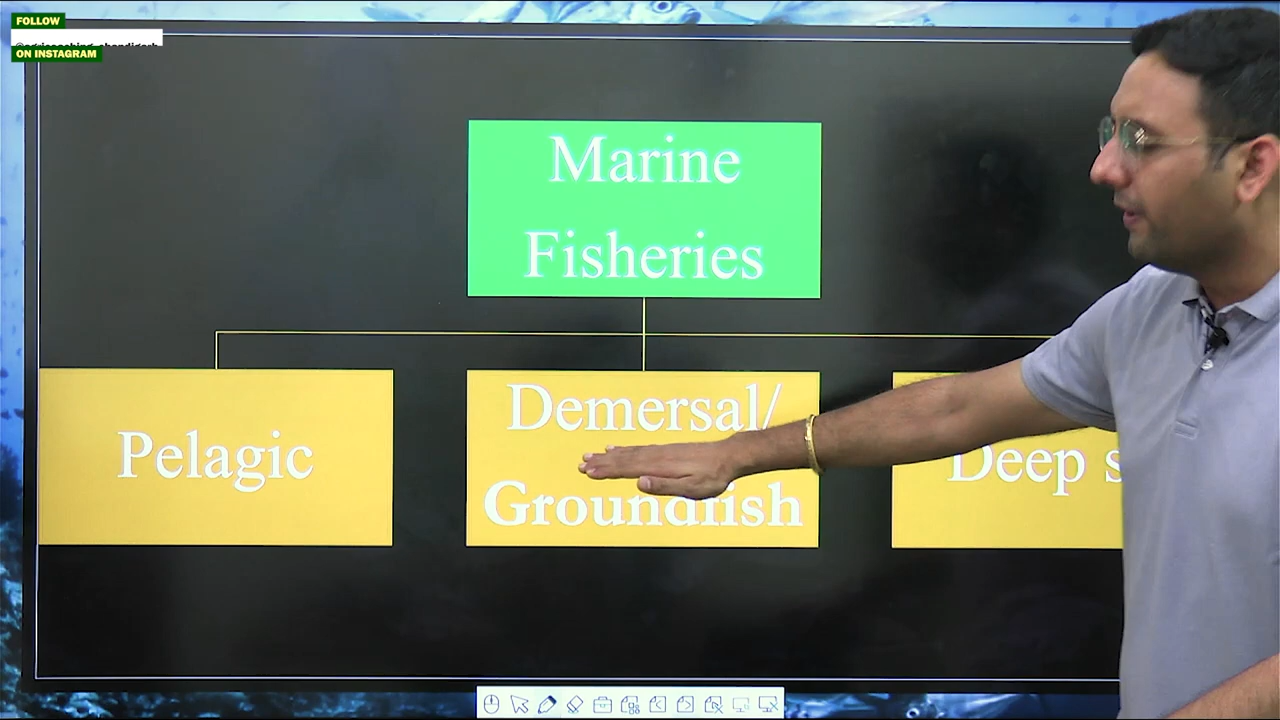 FOLLOW
ON INSTAGRAM
Marine
Fisheries
Pelagic
Demersal/
Groundfish
Deep s